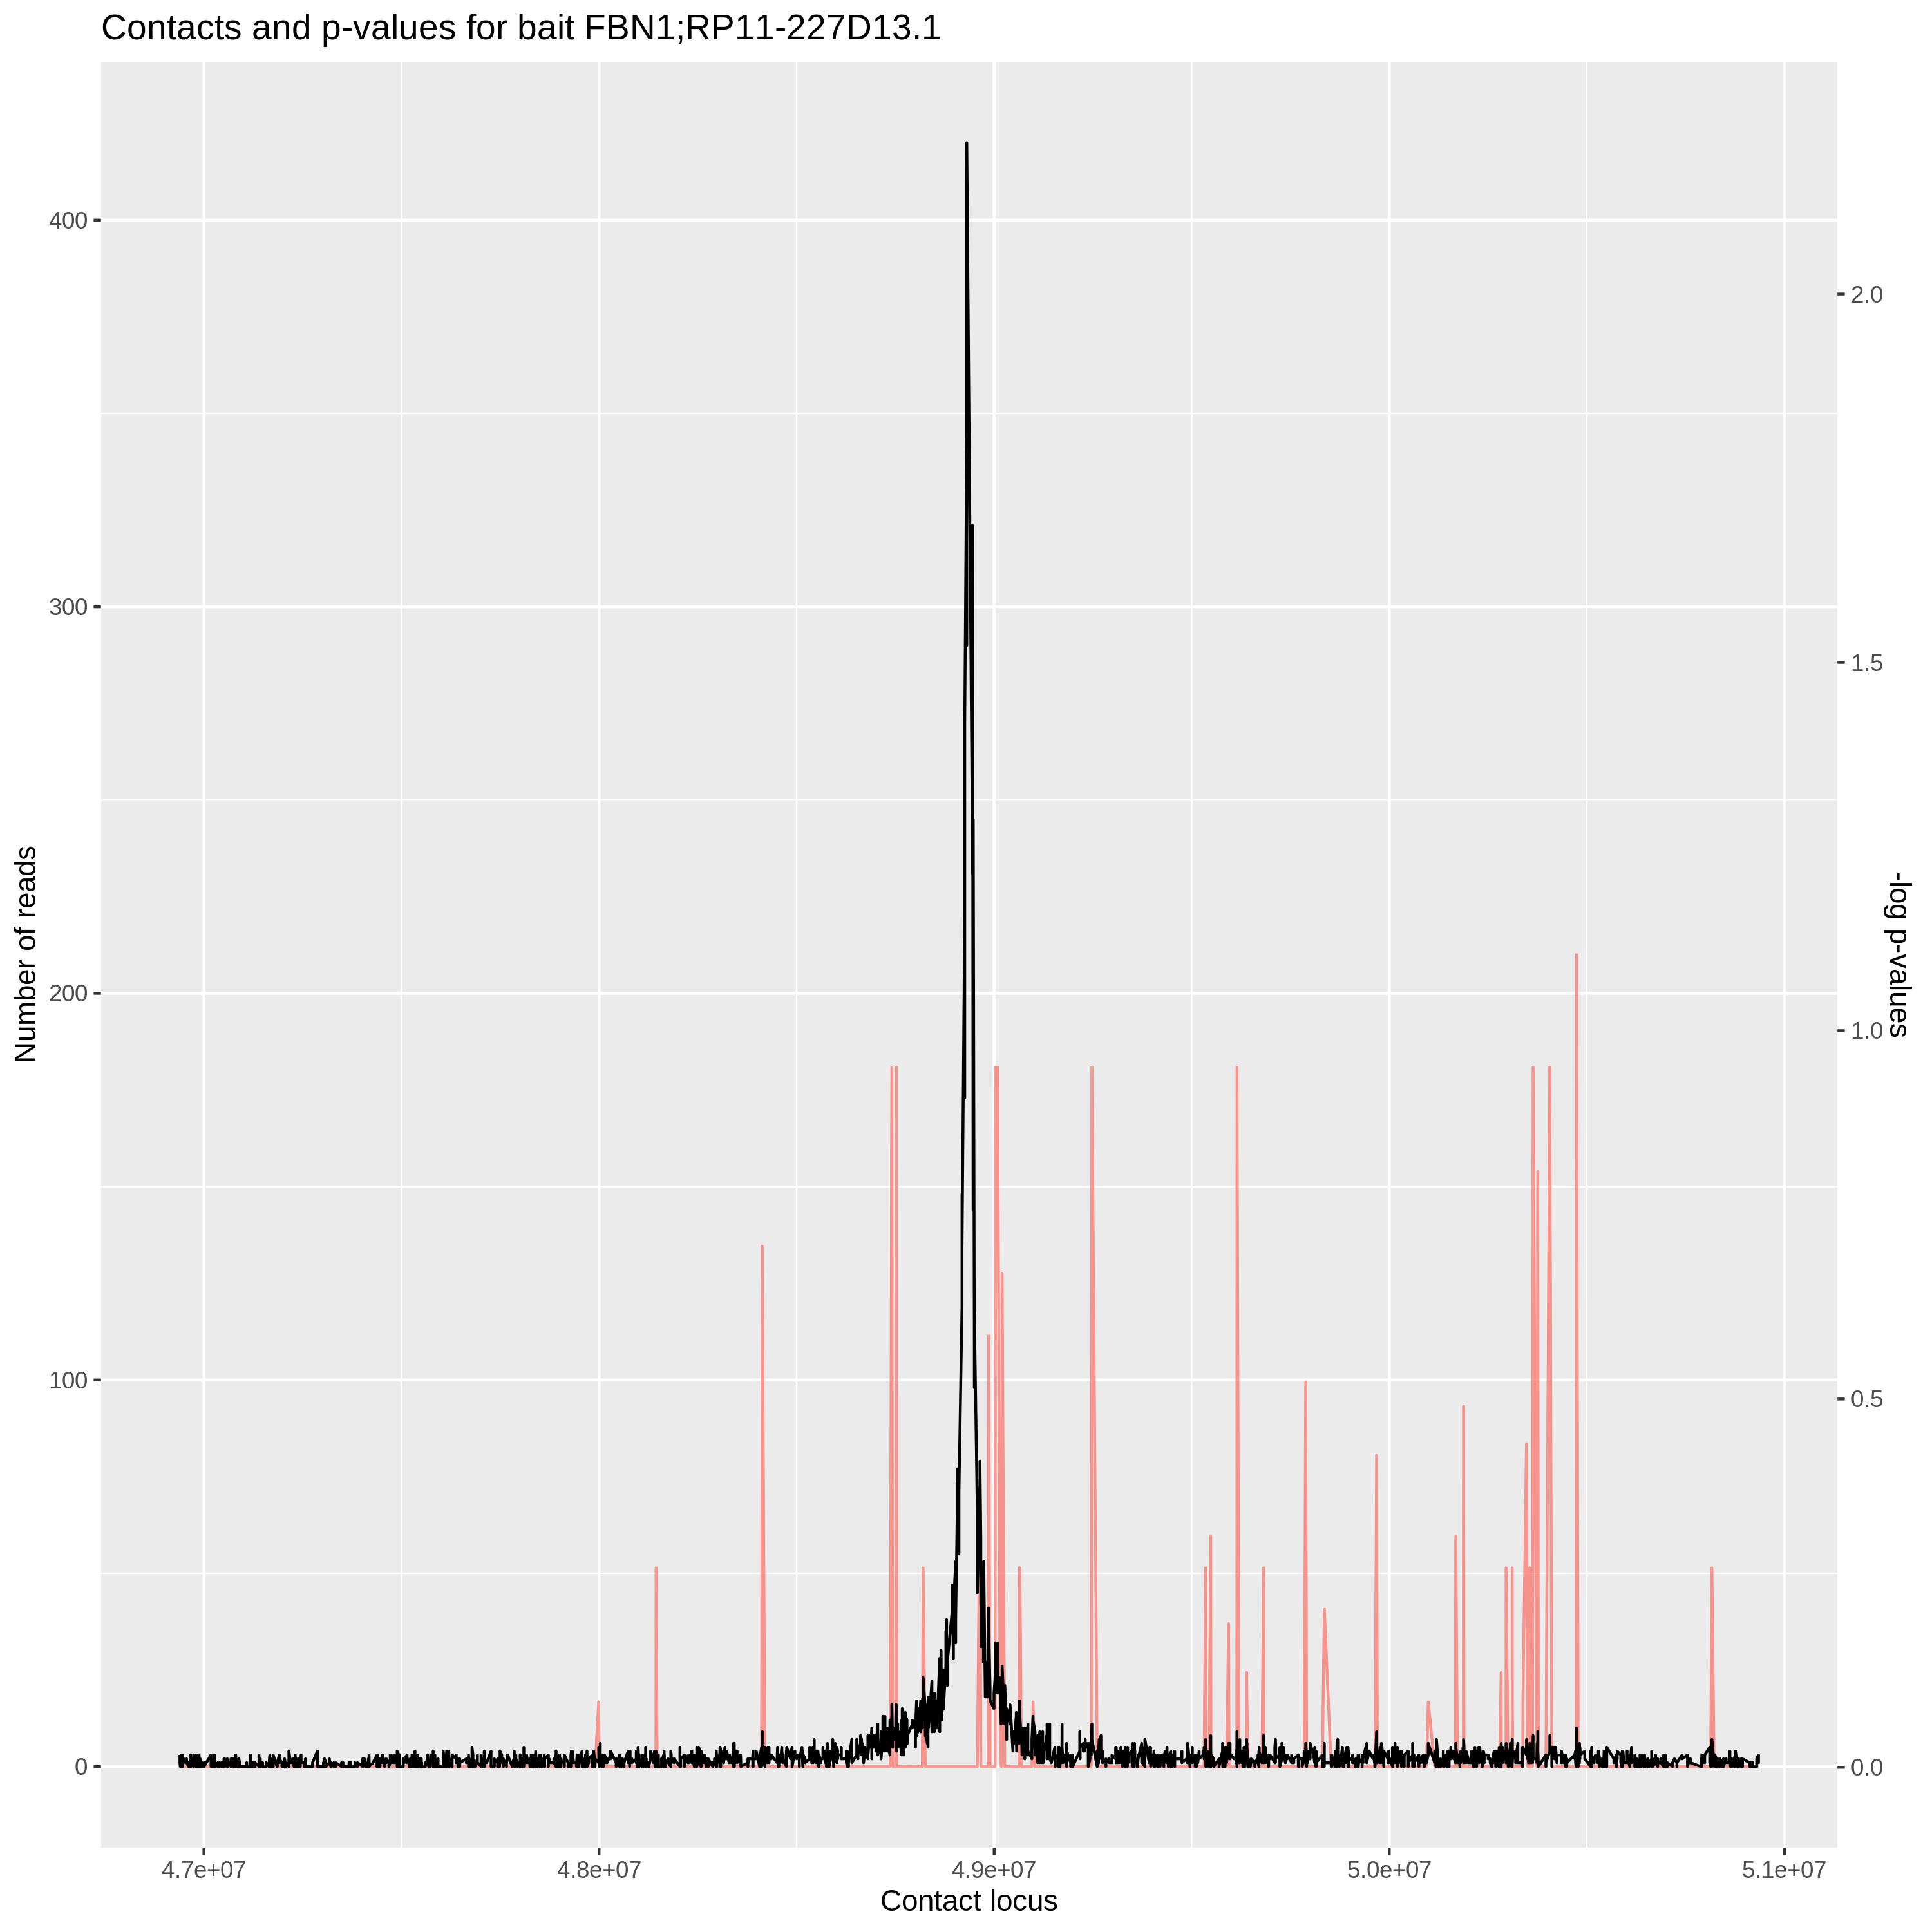 Contacts and p-values for bait FBN1;RP11-227D13.1
400
300
200
100
0
Number of reads
2.0
1.5
1.0
0.5
0.0
-log p-values
4.7e+07
4.8e+07
4.9e+07
5.0e+07
5.1e+07
Contact locus